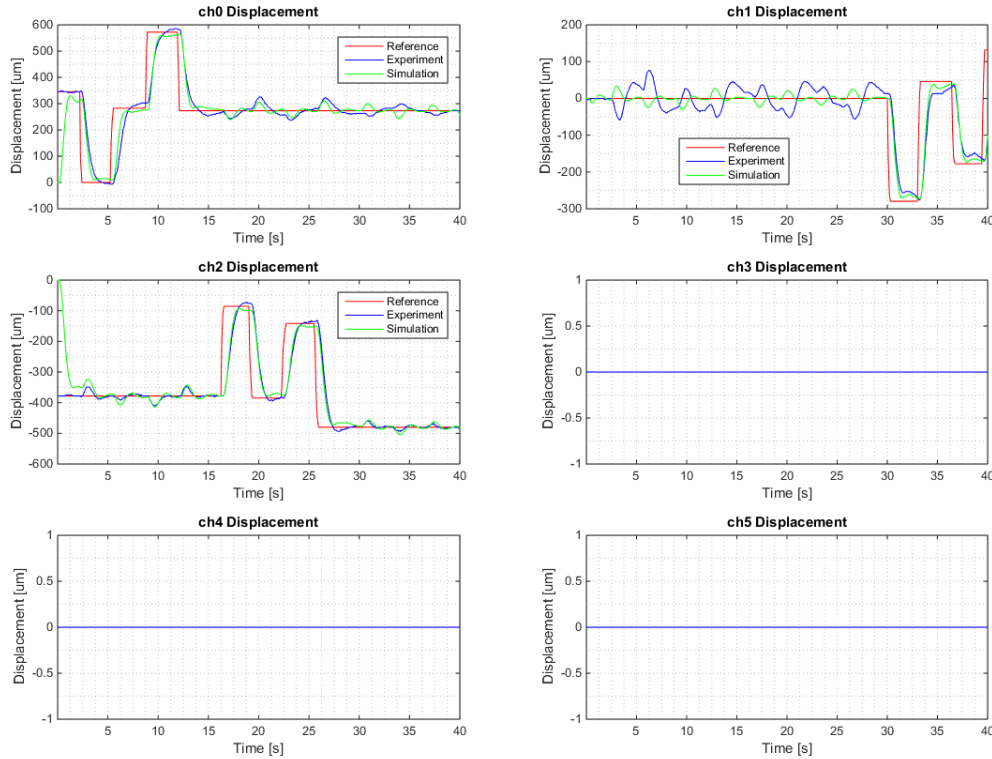 ch0 Displacement
600
500
400
300
200
100
0
-100
Displacement [um]
Reference
Experiment
Simulation
5 10 15 20 25 30 35 40
Time [s]
ch1 Displacement
200
100
0
-100
-200
-300
Displacement [um]
Reference
Experiment
Simulation
5 10 15 20 25 30 35 40
Time [s]
ch2 Displacement
0
-100
-200
-300
-400
-500
-600
Displacement [um]
Reference
Experiment
Simulation
5 10 15 20 25 30 35 40
Time [s]
ch3 Displacement
1
0.5
0
-0.5
-1
Displacement [um]
5 10 15 20 25 30 35 40
Time [s]
ch4 Displacement
1
0.5
0
-0.5
-1
Displacement [um]
5 10 15 20 25 30 35 40
Time [s]
ch5 Displacement
1
0.5
0
-0.5
-1
Displacement [um]
5 10 15 20 25 30 35 40
Time [s]